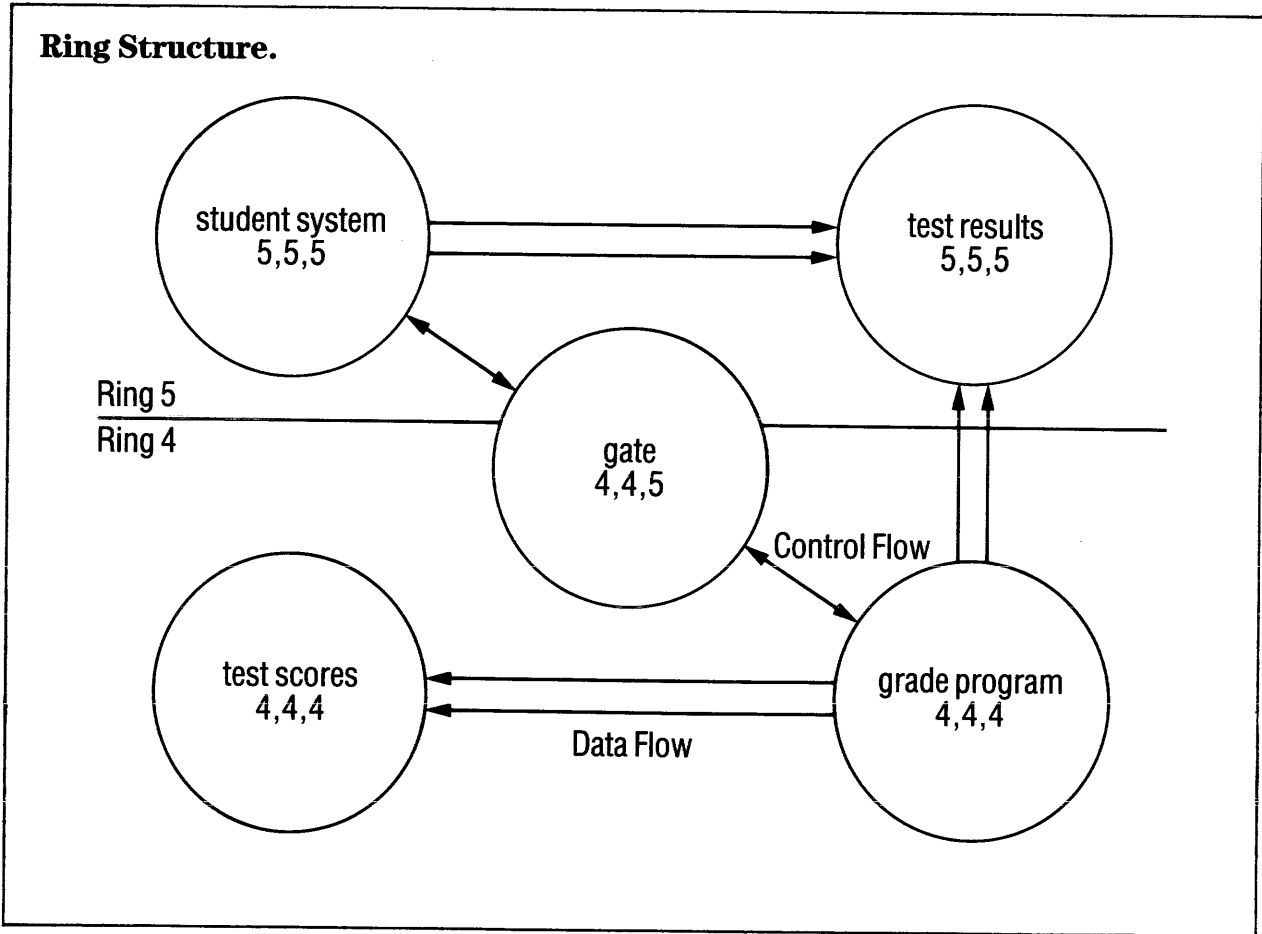 Ring Structure.
student system
5,5,5
test results
5,5,5
Ring 5
Ring 4
gate
4,4,5
Control Flow
test scores
4,4,4
grade program
4,4,4
Data Flow